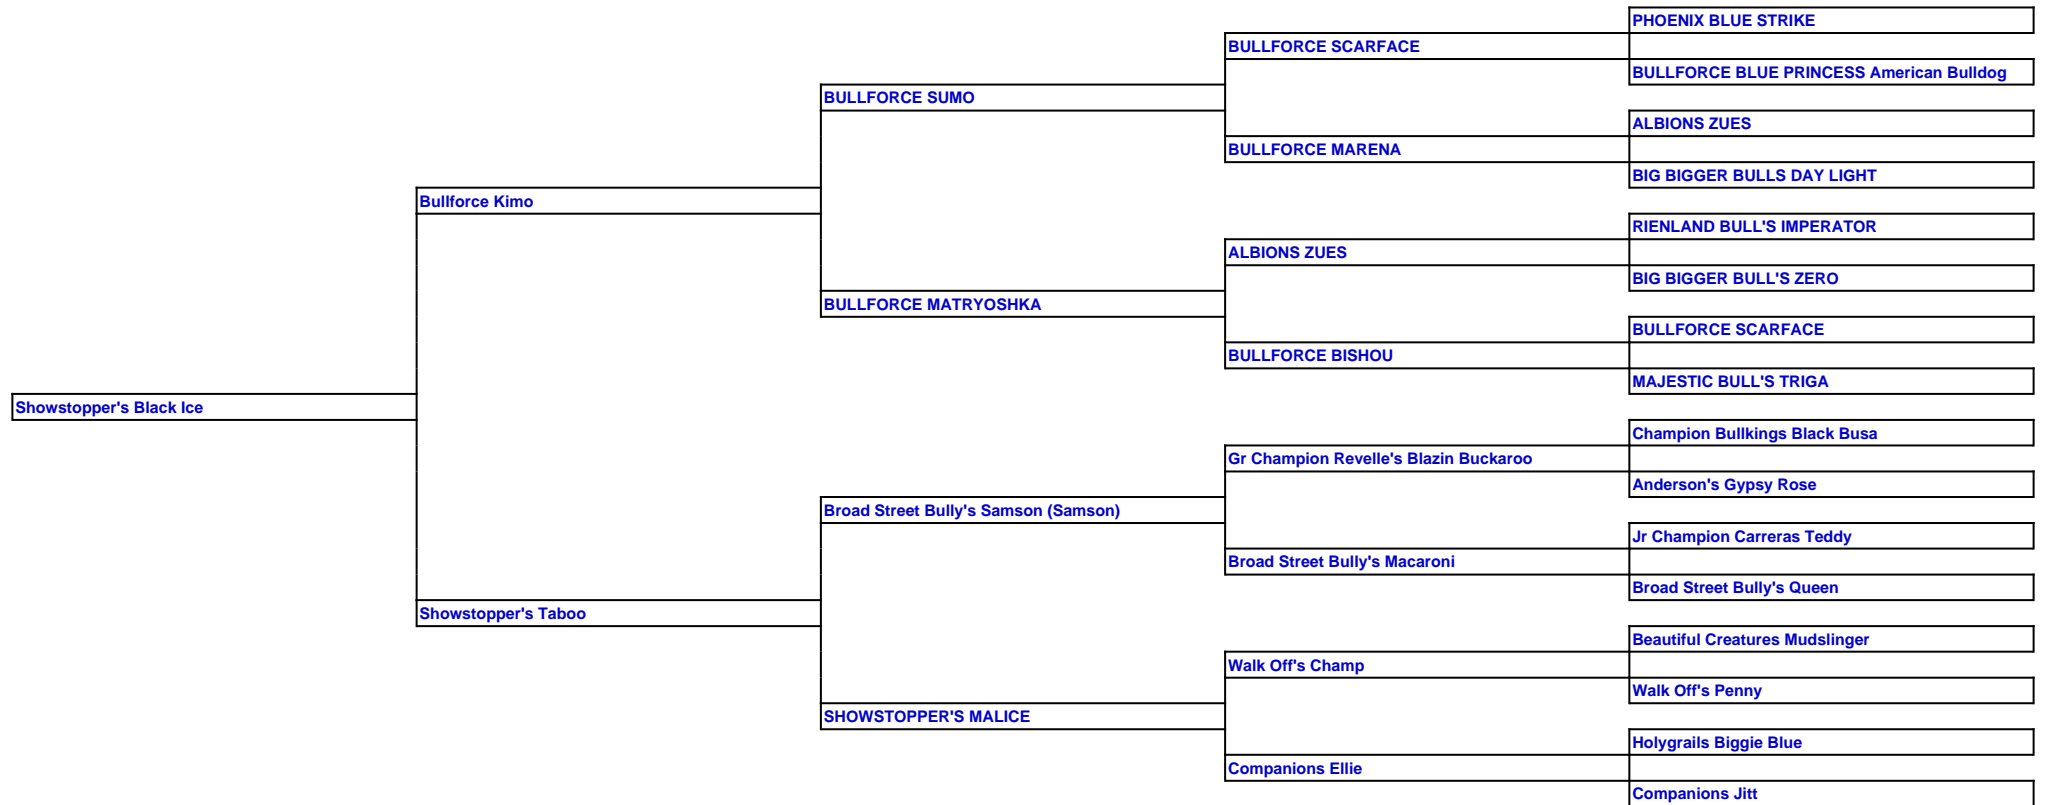 PHOENIX BLUE STRIKE
BULLFORCE SCARFACE
BULLFORCE BLUE PRINCESS American Bulldog
BULLFORCE SUMO
ALBIONS ZUES
BULLFORCE MARENA
BIG BIGGER BULLS DAY LIGHT
Bullforce Kimo
RIENLAND BULL'S IMPERATOR
ALBIONS ZUES
BIG BIGGER BULL'S ZERO
BULLFORCE MATRYOSHKA
BULLFORCE SCARFACE
BULLFORCE BISHOU
MAJESTIC BULL'S TRIGA
Showstopper's Black Ice
Champion Bullkings Black Busa
Gr Champion Revelle's Blazin Buckaroo
Anderson's Gypsy Rose
Broad Street Bully's Samson (Samson)
Jr Champion Carreras Teddy
Broad Street Bully's Macaroni
Broad Street Bully's Queen
Showstopper's Taboo
Beautiful Creatures Mudslinger
Walk Off's Champ
Walk Off's Penny
SHOWSTOPPER'S MALICE
Holygrails Biggie Blue
Companions Ellie
Companions Jitt